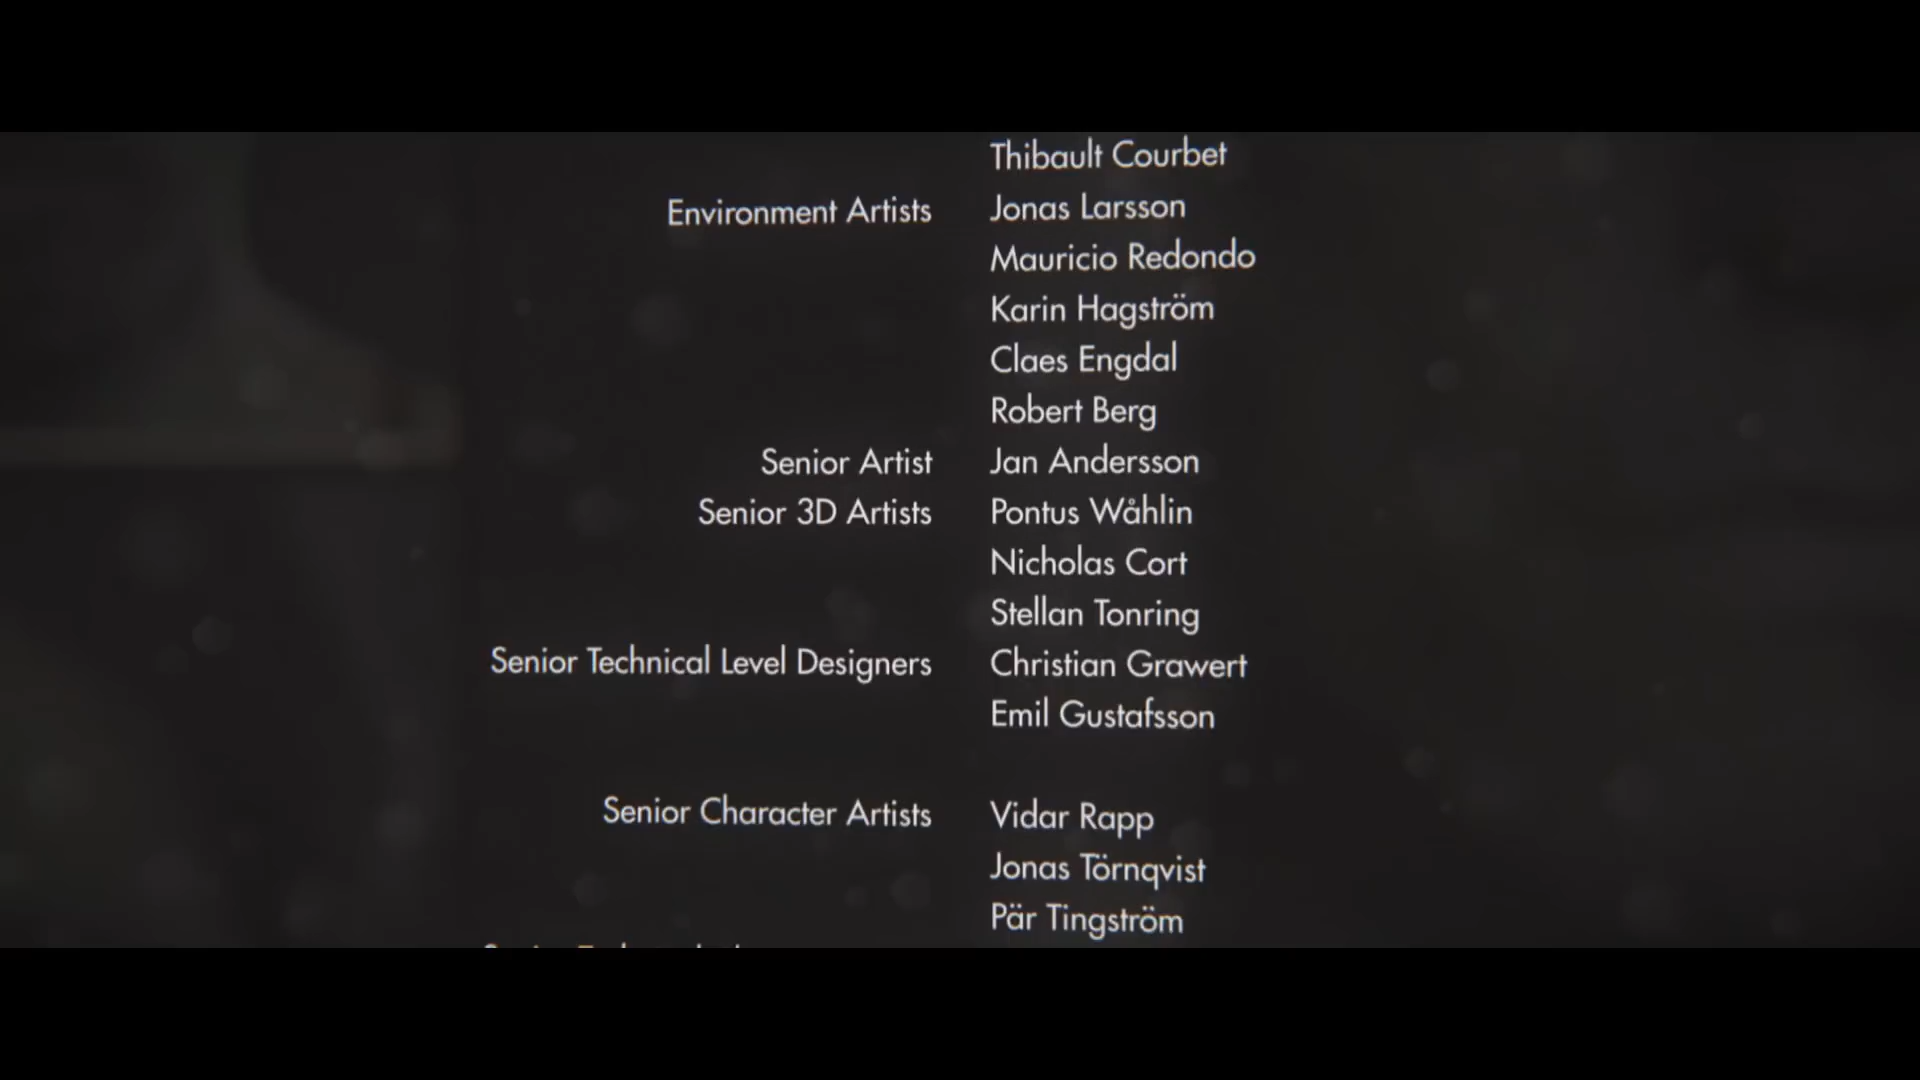 Thibault Courbet
Environment Artists Jonas Larsson
Mauricio Redondo
Karin Hagström
Claes Engdal
Robert Berg
Senior Artist Jan Andersson
Senior 3D Artists Pontus Wåhlin
Nicholas Cort
Stellan Tonring
Senior Technical Level Designers Christian Grawert
Emil Gustafsson
Senior Character Artists Vidar Rapp
Jonas Törnqvist
Pär Tingström